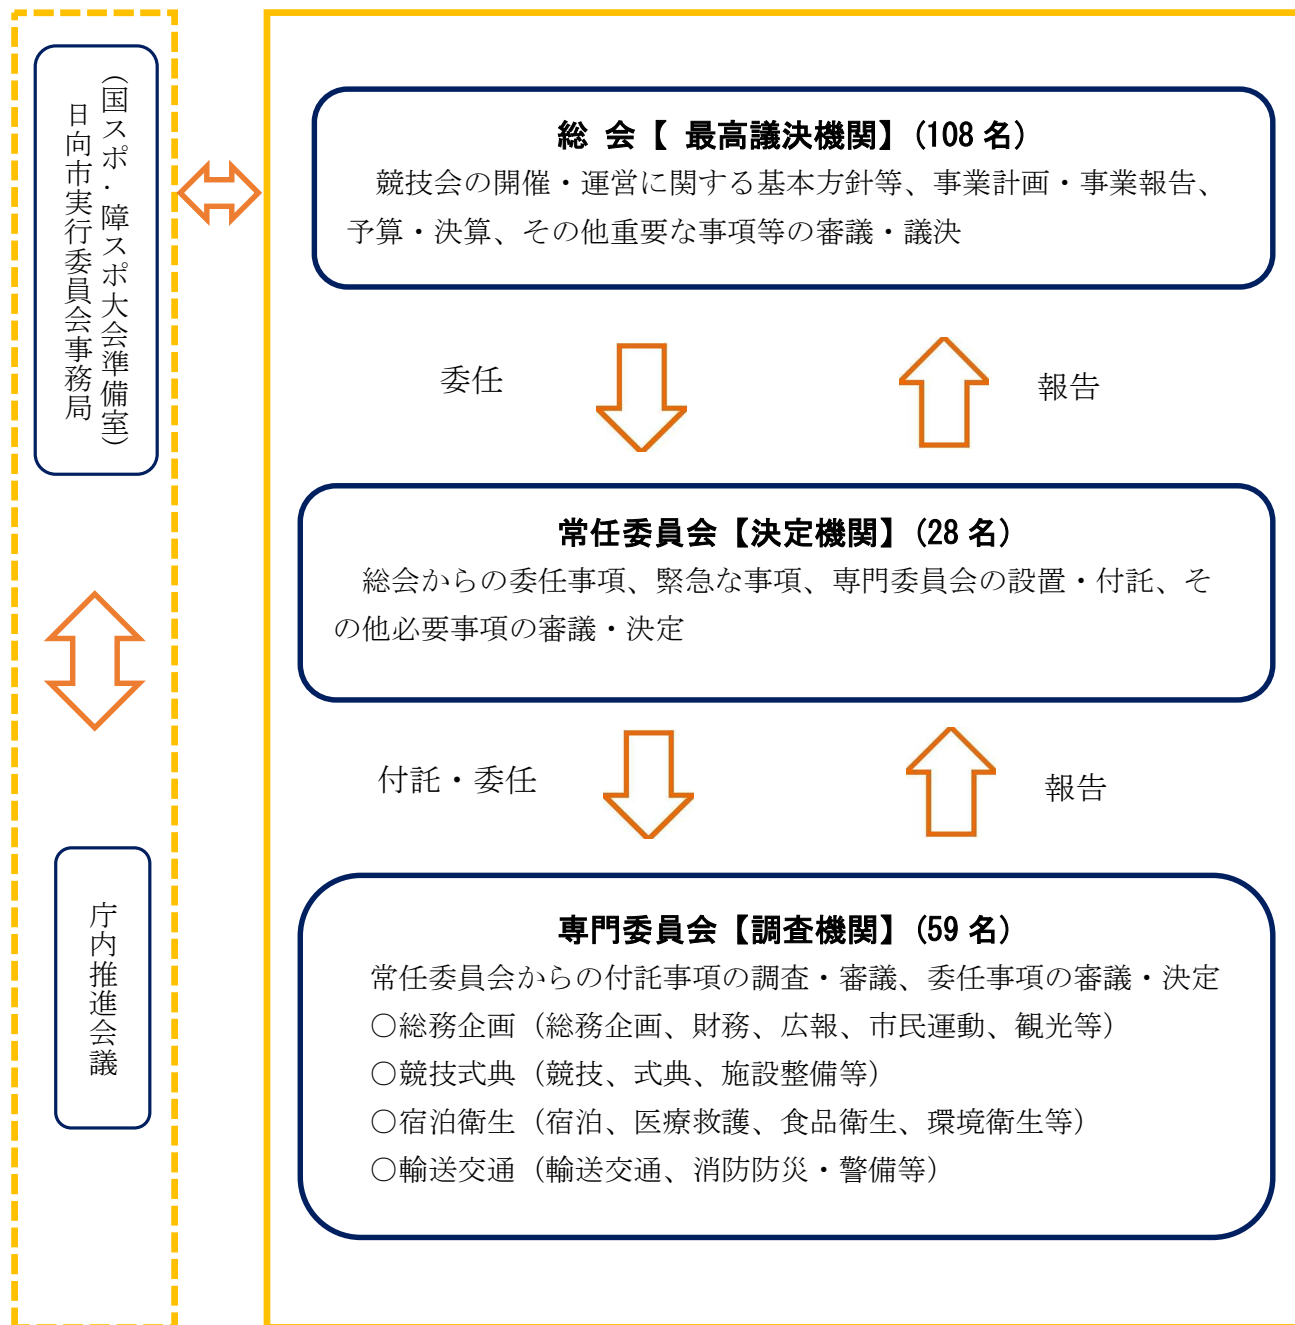 日向市実行委員会事務局
（国スポ・障スポ大会準備室）
庁内推進会議
総 会【 最高議決機関】（108 名）
競技会の開催・運営に関する基本方針等、事業計画・事業報告、
予算・決算、その他重要な事項等の審議・議決
委任
報告
常任委員会【決定機関】（28 名）
総会からの委任事項、緊急な事項、専門委員会の設置・付託、そ
の他必要事項の審議・決定
付託・委任
報告
専門委員会【調査機関】（59 名）
常任委員会からの付託事項の調査・審議、委任事項の審議・決定
○総務企画（総務企画、財務、広報、市民運動、観光等）
○競技式典（競技、式典、施設整備等）
○宿泊衛生（宿泊、医療救護、食品衛生、環境衛生等）
○輸送交通（輸送交通、消防防災・警備等）